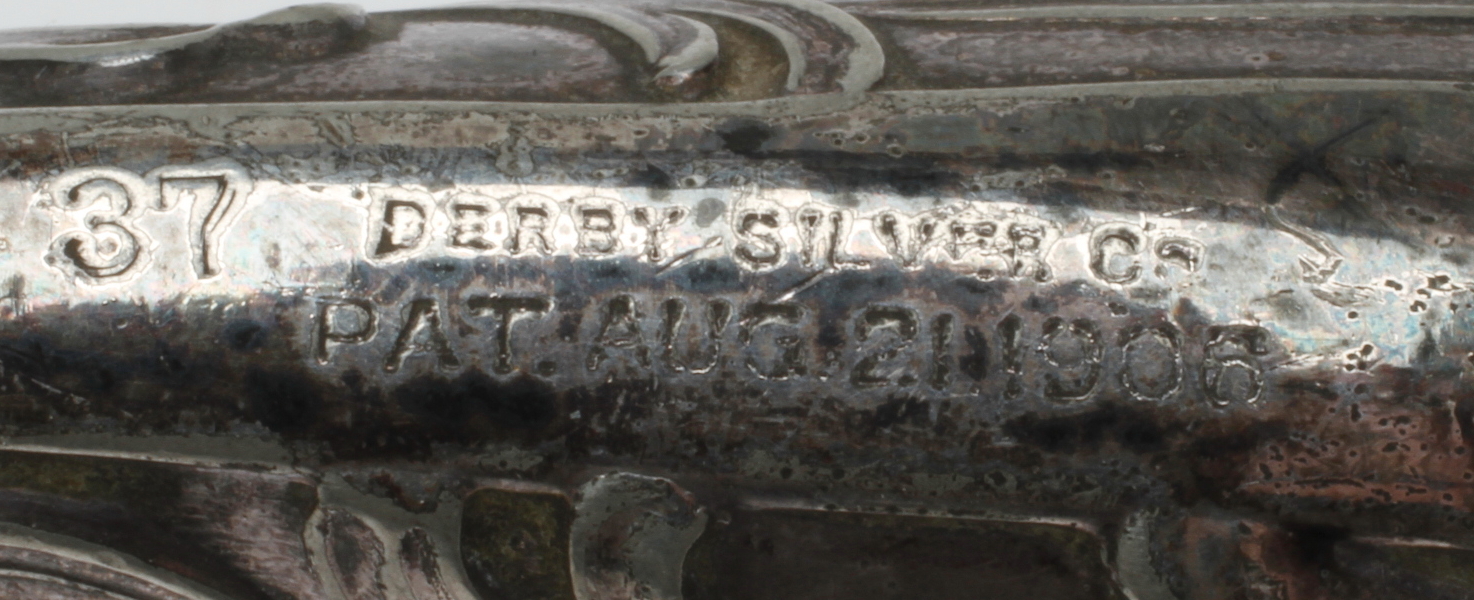 37 DERBY SILVER Co
PAT. AUG. 21, 1906